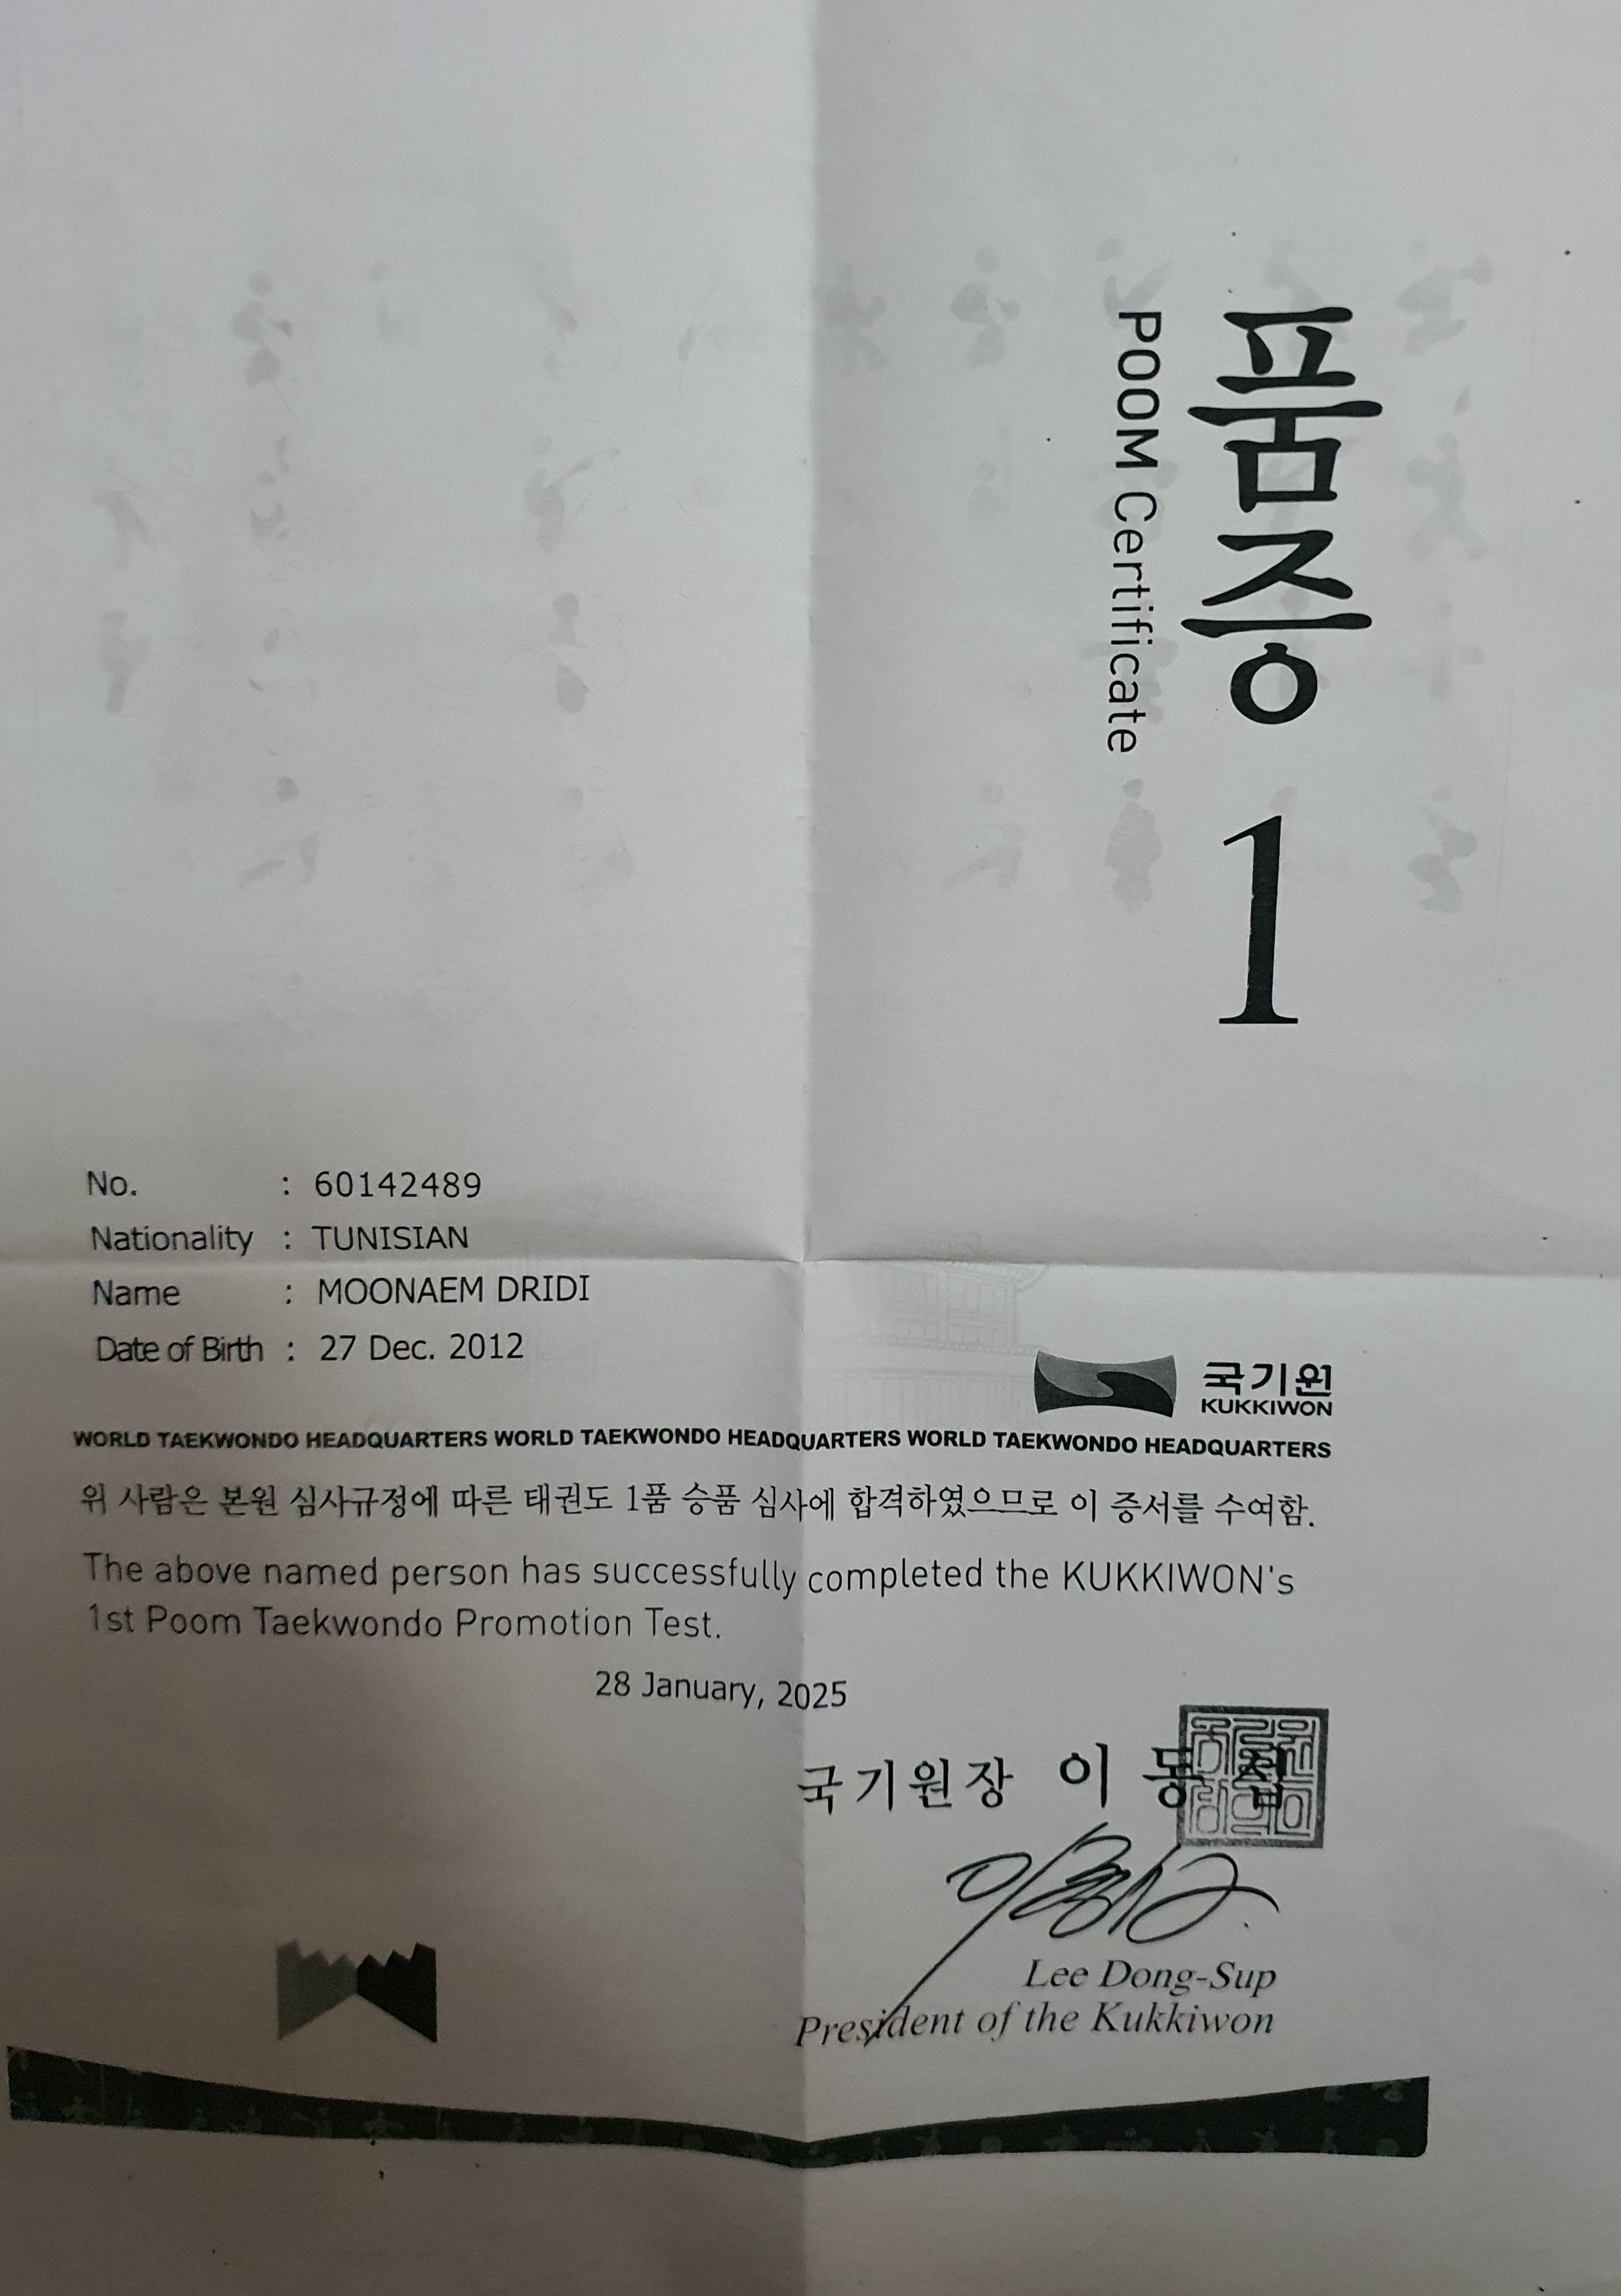 품증 1
POOM Certificate
No. : 60142489
Nationality : TUNISIAN
Name : MOONAEM DRIDI
Date of Birth : 27 Dec. 2012
국기원
KUKKIWON
WORLD TAEKWONDO HEADQUARTERS WORLD TAEKWONDO HEADQUARTERS WORLD TAEKWONDO HEADQUARTERS
위 사람은 본원 심사규정에 따른 태권도 1품 승품 심사에 합격하였으므로 이 증서를 수여함.
The above named person has successfully completed the KUKKIWON's
1st Poom Taekwondo Promotion Test.
28 January, 2025
국기원장 이 동 섭
Lee Dong-Sup
President of the Kukkiwon